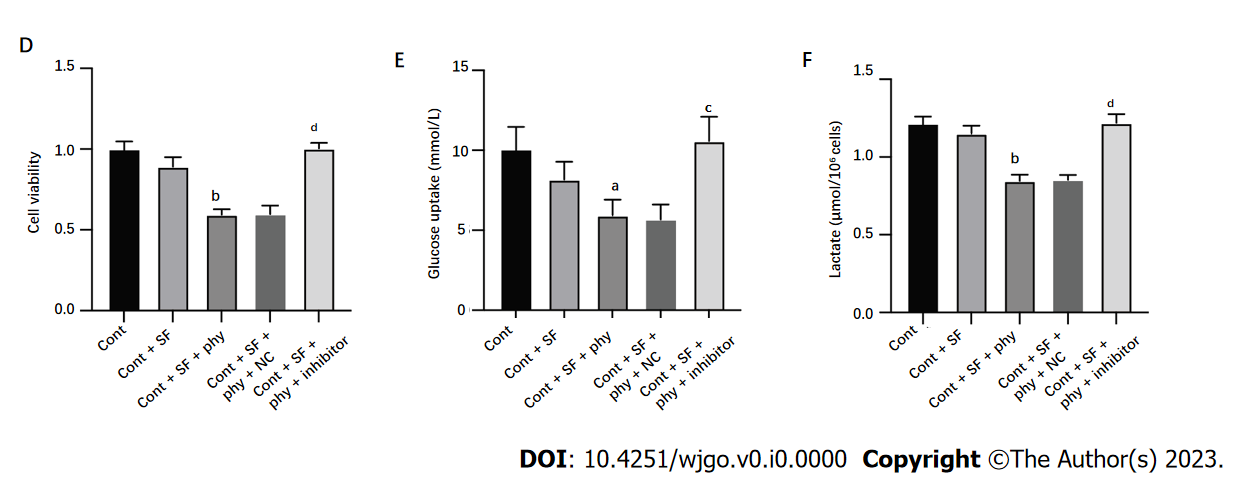 D
1.5
1.0
0.5
0.0
Cell viability
b
d
Cont
Cont + SF
Cont + SF + phy
Cont + SF +
phy + NC
Cont + SF +
phy + inhibitor
E
15
10
5
0
Glucose uptake (mmol/L)
a
c
Cont
Cont + SF
Cont + SF + phy
Cont + SF +
phy + NC
Cont + SF +
phy + inhibitor
F
1.5
1.0
0.5
0.0
Lactate (μmol/10⁶ cells)
b
d
Cont
Cont + SF
Cont + SF + phy
Cont + SF +
phy + NC
Cont + SF +
phy + inhibitor
DOI: 10.4251/wjgo.v0.i0.0000 Copyright ©The Author(s) 2023.